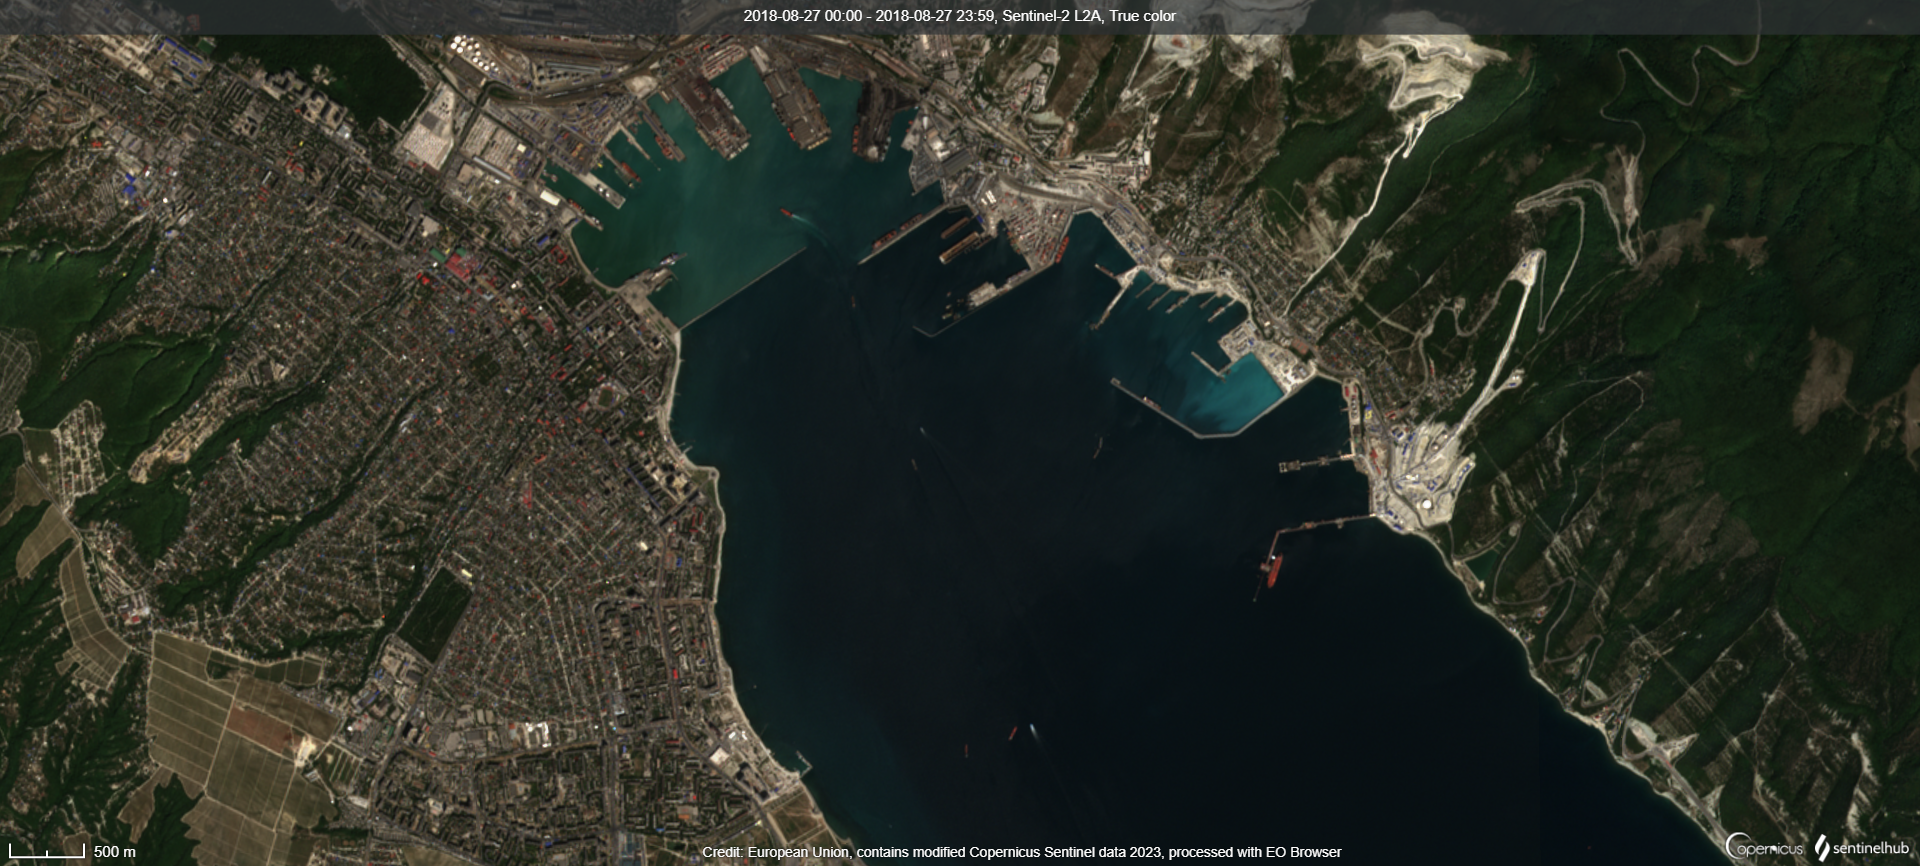 2018-08-27 00:00 - 2018-08-27 23:59, Sentinel-2 L2A, True color
500 m
Credit: European Union, contains modified Copernicus Sentinel data 2023, processed with EO Browser
opernicus
sentinelhub